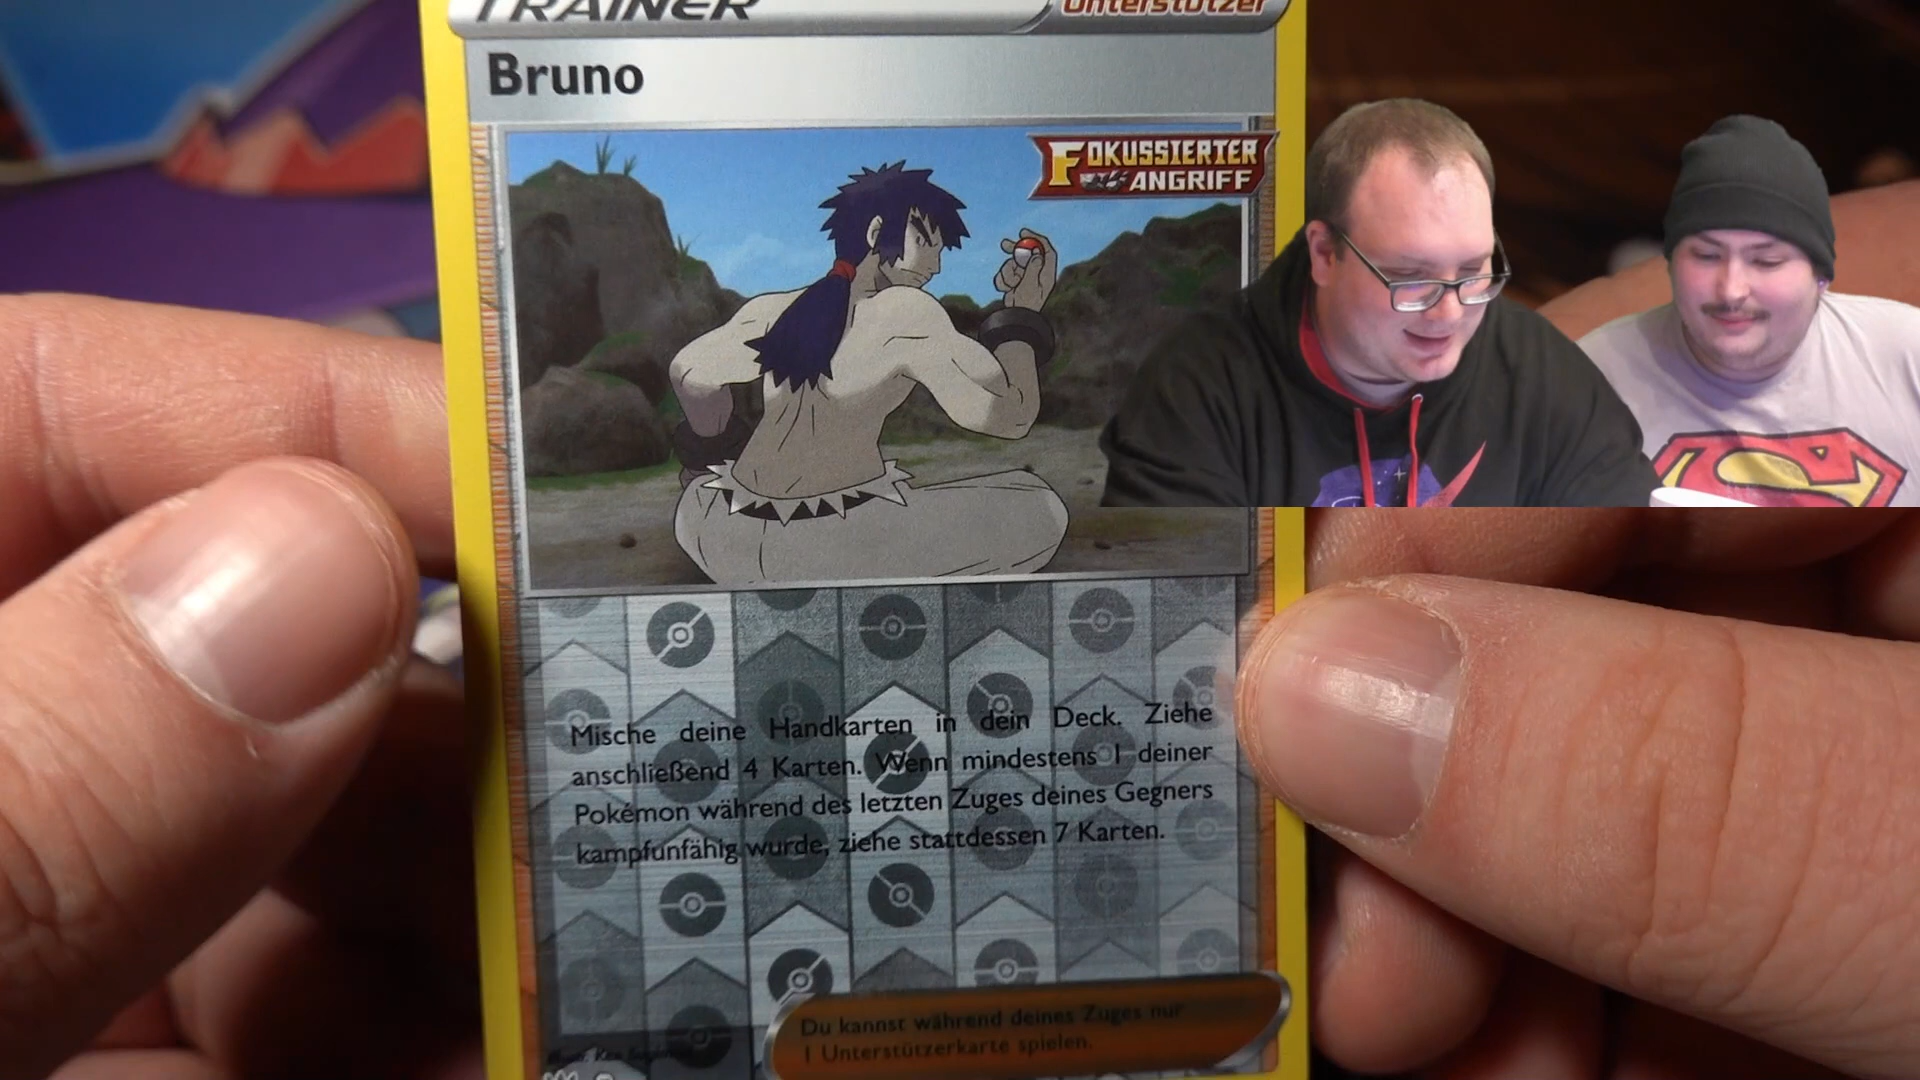 TRAINER
Unterstützer
Bruno
FOKUSSIERTER
ANGRIFF
Mische deine Handkarten in dein Deck. Ziehe
anschließend 4 Karten. Wenn mindestens 1 deiner
Pokémon während des letzten Zuges deines Gegners
kampfunfähig wurde, ziehe stattdessen 7 Karten.
Du kannst während deines Zuges nur
1 Unterstützerkarte spielen.